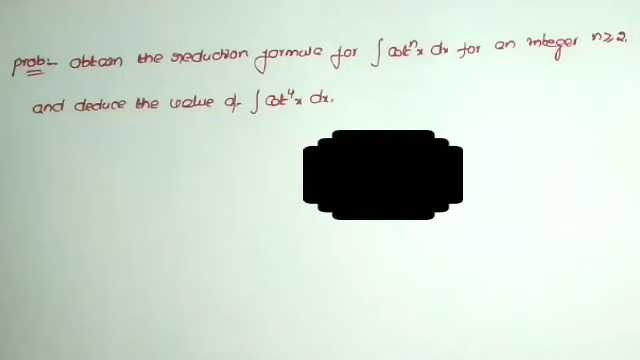 prob:- obtain the reduction formula for ∫ cotⁿx dx for an integer n≥2.
and deduce the value of ∫ cot⁴x dx.